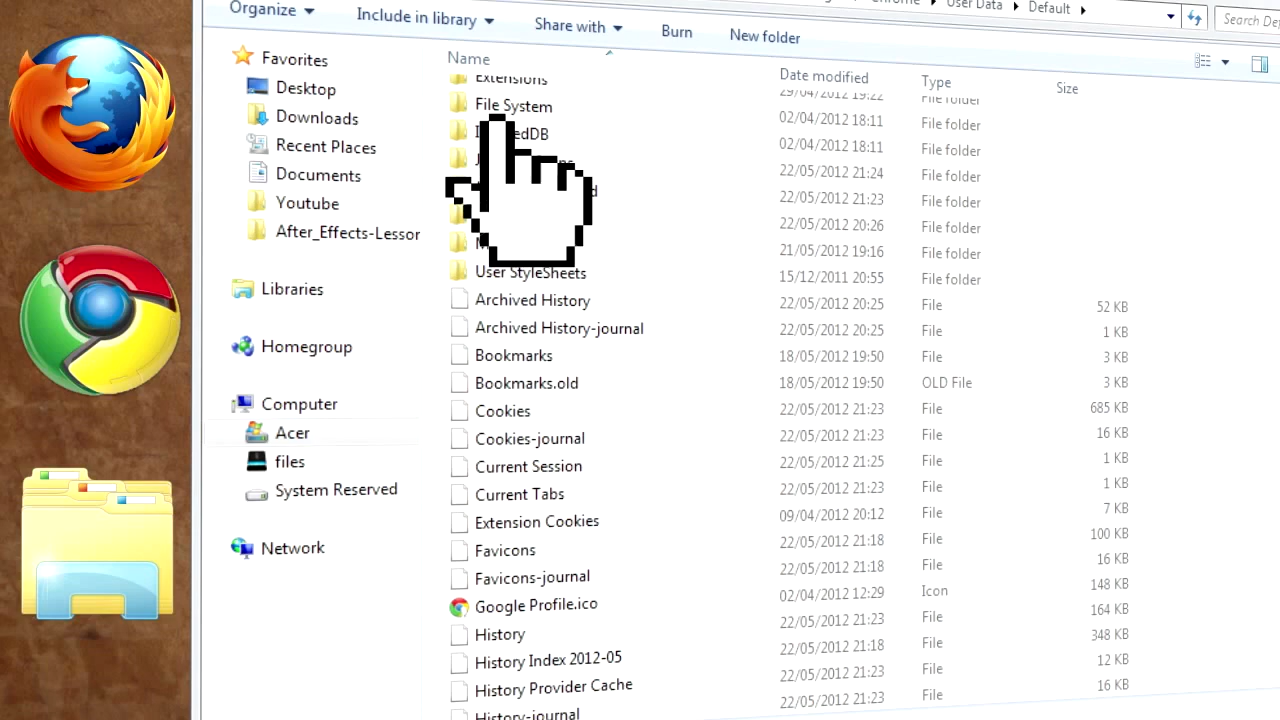 Chrome User Data Default
Organize Include in library Share with Burn New folder Search Def
Name Date modified Type Size
Favorites
Desktop
Downloads
Recent Places
Documents
Youtube
After_Effects-Lessor
Libraries
Homegroup
Computer
Acer
files
System Reserved
Network
Extensions 29/04/2012 19:22 File folder
File System 02/04/2012 18:11 File folder
02/04/2012 18:11 File folder
22/05/2012 21:24 File folder
22/05/2012 21:23 File folder
22/05/2012 20:26 File folder
21/05/2012 19:16 File folder
User StyleSheets 15/12/2011 20:55 File folder
Archived History 22/05/2012 20:25 File 52 KB
Archived History-journal 22/05/2012 20:25 File 1 KB
Bookmarks 18/05/2012 19:50 File 3 KB
Bookmarks.old 18/05/2012 19:50 OLD File 3 KB
Cookies 22/05/2012 21:23 File 685 KB
Cookies-journal 22/05/2012 21:23 File 16 KB
Current Session 22/05/2012 21:25 File 1 KB
Current Tabs 22/05/2012 21:23 File 1 KB
Extension Cookies 09/04/2012 20:12 File 7 KB
Favicons 22/05/2012 21:18 File 100 KB
Favicons-journal 22/05/2012 21:18 File 16 KB
Google Profile.ico 02/04/2012 12:29 Icon 148 KB
History 22/05/2012 21:23 File 164 KB
History Index 2012-05 22/05/2012 21:18 File 348 KB
History Provider Cache 22/05/2012 21:23 File 12 KB
History-journal 22/05/2012 21:23 File 16 KB